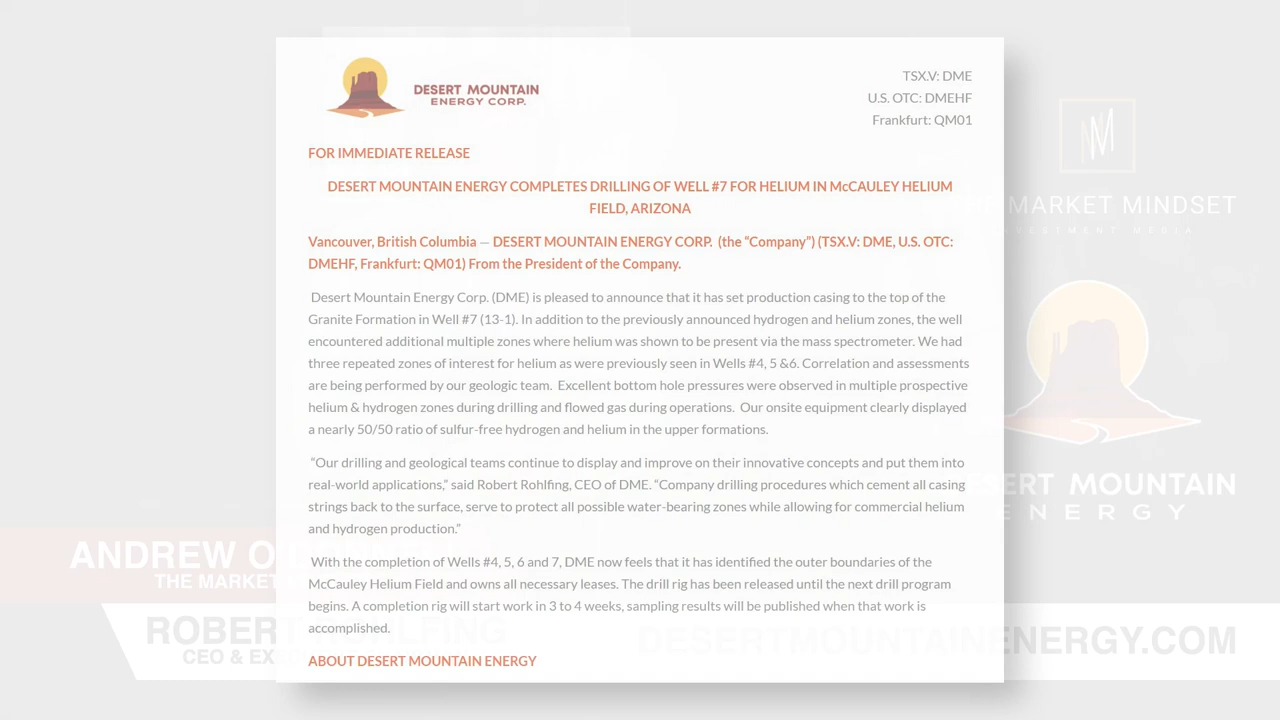 DESERT MOUNTAIN
ENERGY CORP.
TSX.V: DME
U.S. OTC: DMEHF
Frankfurt: QM01
FOR IMMEDIATE RELEASE
DESERT MOUNTAIN ENERGY COMPLETES DRILLING OF WELL #7 FOR HELIUM IN McCAULEY HELIUM
FIELD, ARIZONA
Vancouver, British Columbia — DESERT MOUNTAIN ENERGY CORP. (the “Company”) (TSX.V: DME, U.S. OTC:
DMEHF, Frankfurt: QM01) From the President of the Company.
Desert Mountain Energy Corp. (DME) is pleased to announce that it has set production casing to the top of the
Granite Formation in Well #7 (13-1). In addition to the previously announced hydrogen and helium zones, the well
encountered additional multiple zones where helium was shown to be present via the mass spectrometer. We had
three repeated zones of interest for helium as were previously seen in Wells #4, 5 &6. Correlation and assessments
are being performed by our geologic team. Excellent bottom hole pressures were observed in multiple prospective
helium & hydrogen zones during drilling and flowed gas during operations. Our onsite equipment clearly displayed
a nearly 50/50 ratio of sulfur-free hydrogen and helium in the upper formations.
“Our drilling and geological teams continue to display and improve on their innovative concepts and put them into
real-world applications,” said Robert Rohlfing, CEO of DME. “Company drilling procedures which cement all casing
strings back to the surface, serve to protect all possible water-bearing zones while allowing for commercial helium
and hydrogen production.”
With the completion of Wells #4, 5, 6 and 7, DME now feels that it has identified the outer boundaries of the
McCauley Helium Field and owns all necessary leases. The drill rig has been released until the next drill program
begins. A completion rig will start work in 3 to 4 weeks, sampling results will be published when that work is
accomplished.
ABOUT DESERT MOUNTAIN ENERGY
MARKET MINDSET
MOUNTAIN
ENERGY
ANDREW
THE MARKET
ROBERT ROHLFING
CEO &
DESERTMOUNTAINENERGY.COM